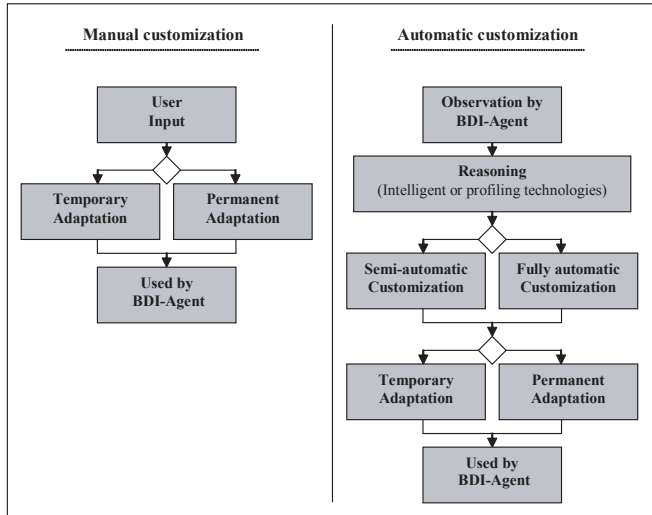 Manual customization
User
Input
Temporary
Adaptation
Permanent
Adaptation
Used by
BDI-Agent
Automatic customization
Observation by
BDI-Agent
Reasoning
(Intelligent or profiling technologies)
Semi-automatic
Customization
Fully automatic
Customization
Temporary
Adaptation
Permanent
Adaptation
Used by
BDI-Agent